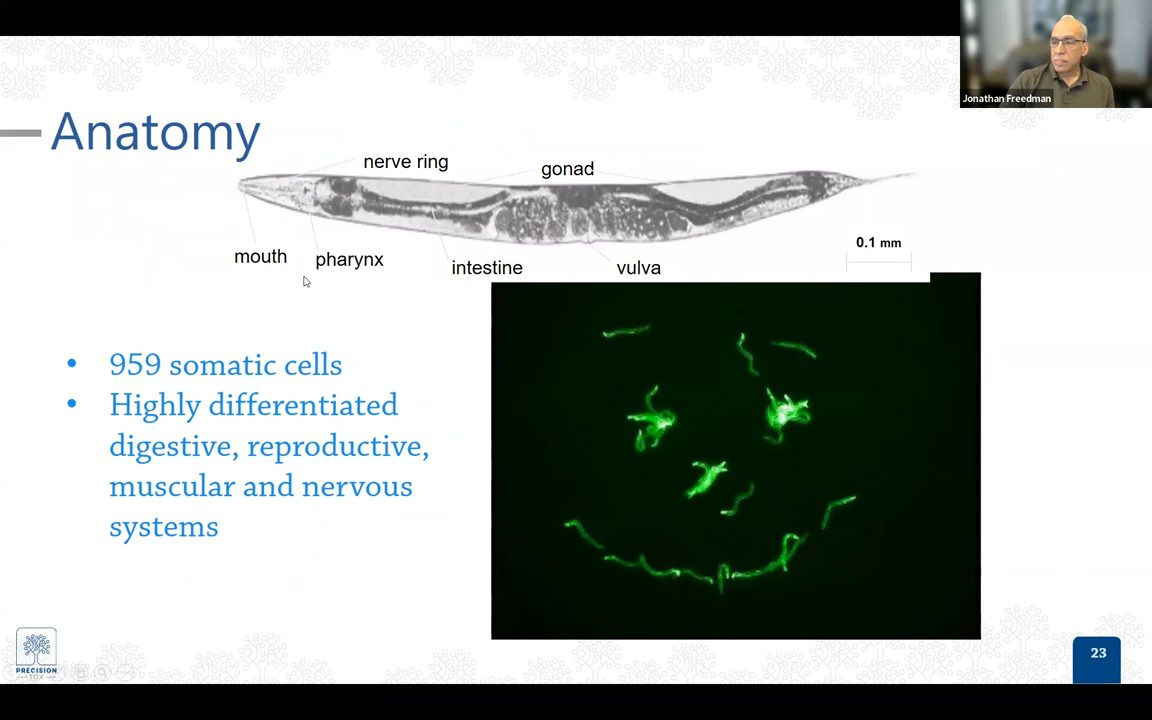 Jonathan Freedman
Anatomy
nerve ring
gonad
mouth
pharynx
intestine
vulva
0.1 mm
• 959 somatic cells
• Highly differentiated
digestive, reproductive,
muscular and nervous
systems
PRECISION
TOX
23